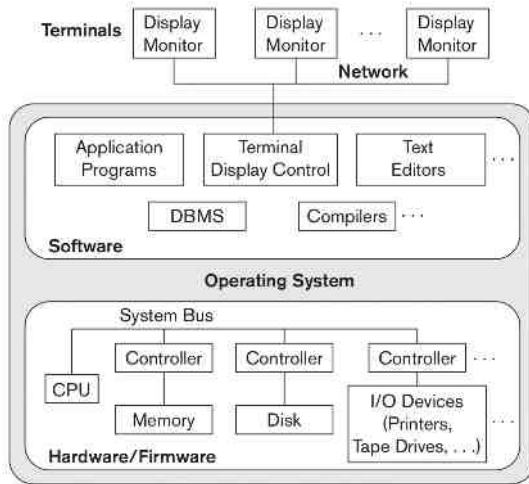 Terminals
Display
Monitor
Display
Monitor
. . .
Display
Monitor
Network
Application
Programs
Terminal
Display Control
Text
Editors
. . .
DBMS
Compilers
. . .
Software
Operating System
System Bus
Controller
Controller
Controller
. . .
CPU
Memory
Disk
I/O Devices
(Printers,
Tape Drives, . . .)
. . .
Hardware/Firmware